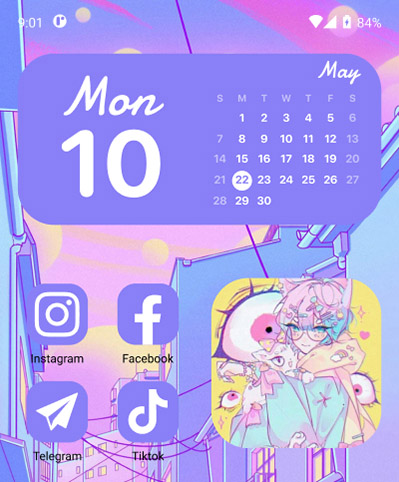 9:01 84%
May
Mon
10
S M T W T F S
1 2 3 4 5 6
7 8 9 10 11 12 13
14 15 16 17 18 19 20
21 22 23 24 25 26 27
28 29 30
Instagram Facebook
Telegram Tiktok